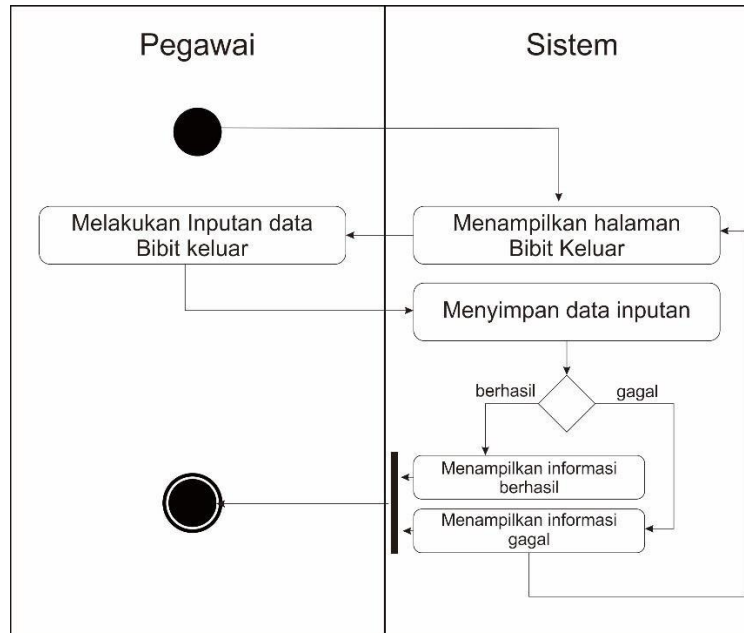 Pegawai
Sistem
Melakukan Inputan data
Bibit keluar
Menampilkan halaman
Bibit Keluar
Menyimpan data inputan
berhasil
gagal
Menampilkan informasi
berhasil
Menampilkan informasi
gagal